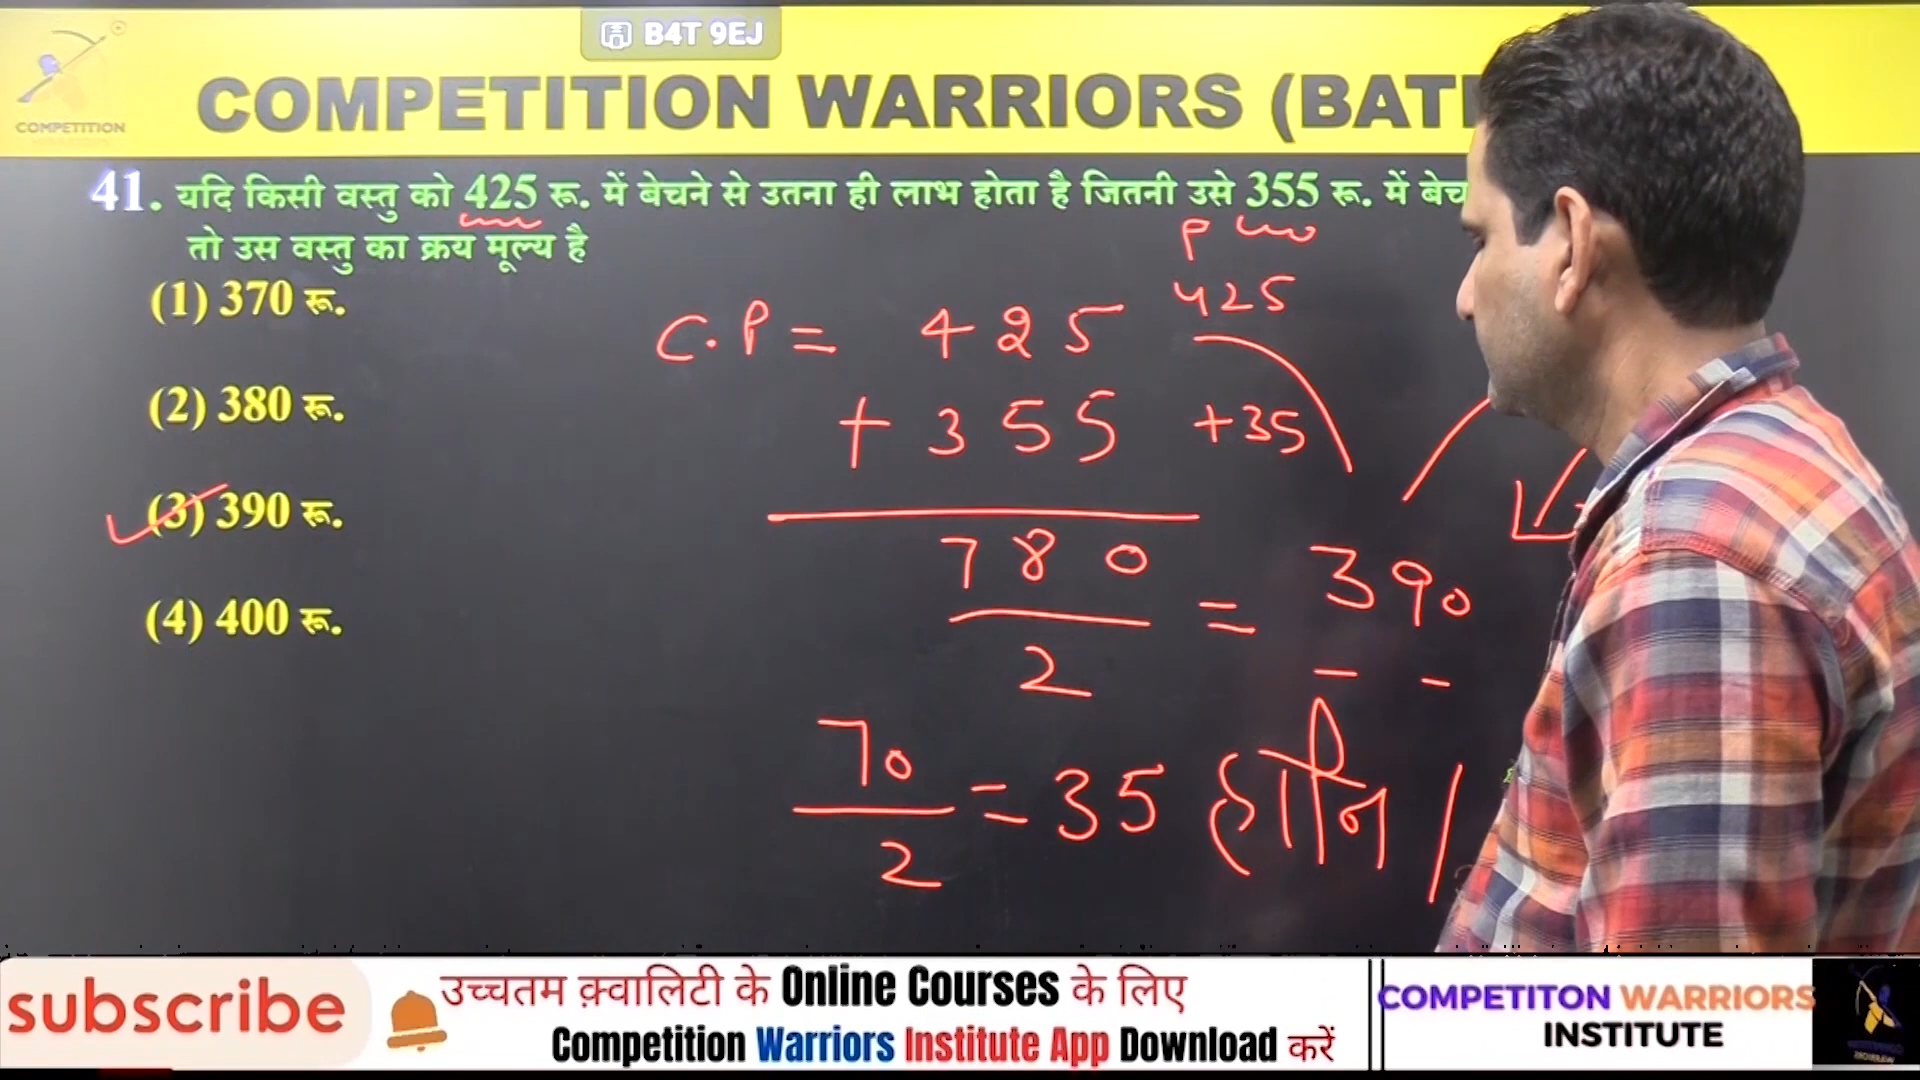 B4T 9EJ
COMPETITION
COMPETITION WARRIORS (BAT
41. यदि किसी वस्तु को 425 रू. में बेचने से उतना ही लाभ होता है जितनी उसे 355 रू. में बेच
तो उस वस्तु का क्रय मूल्य है
(1) 370 रू.
(2) 380 रू.
(3) 390 रू.
(4) 400 रू.
P
425
C.P = 425
+ 355 +35
780
2
= 390
70
2
= 35 हानि /
subscribe
उच्चतम क़्वालिटी के Online Courses के लिए
Competition Warriors Institute App Download करें
COMPETITON WARRIORS
INSTITUTE